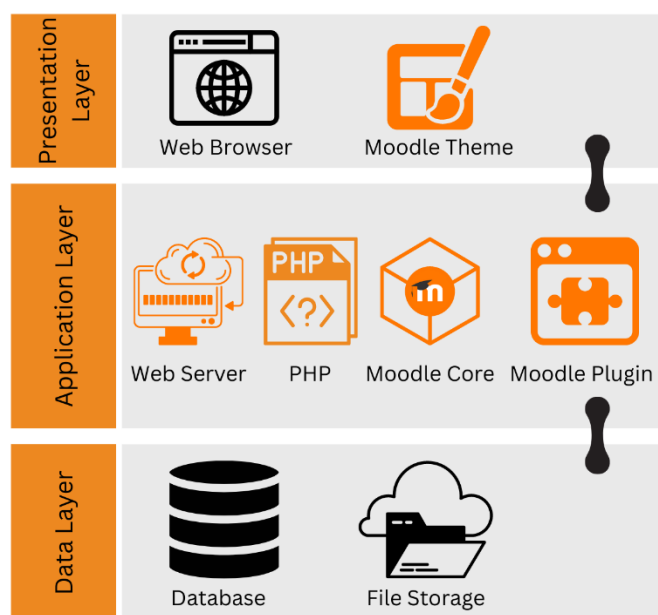 Presentation
Layer
Web Browser
Moodle Theme
Application Layer
PHP
<?>
m
Web Server
PHP
Moodle Core
Moodle Plugin
Data Layer
Database
File Storage